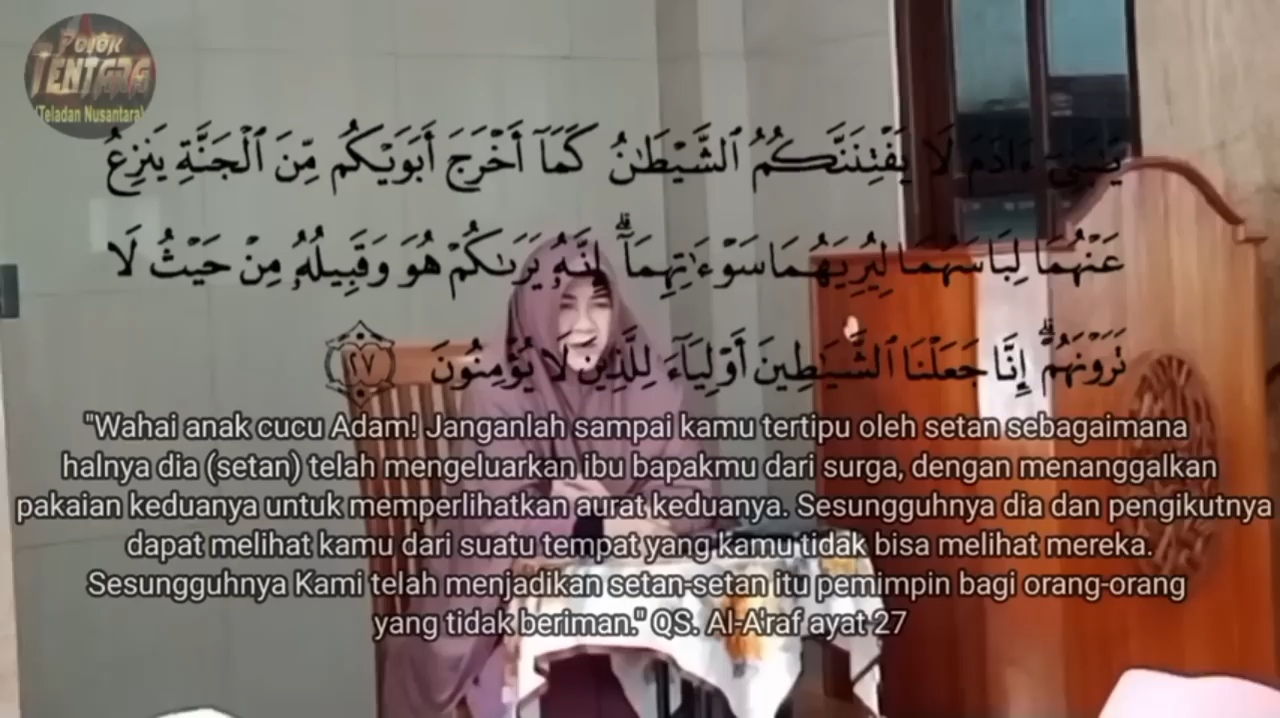 Pojok
TENTARA
(Teladan Nusantara)
يَـٰبَنِىٓ ءَادَمَ لَا يَفْتِنَنَّكُمُ ٱلشَّيْطَـٰنُ كَمَآ أَخْرَجَ أَبَوَيْكُم مِّنَ ٱلْجَنَّةِ يَنزِعُ
عَنْهُمَا لِبَاسَهُمَا لِيُرِيَهُمَا سَوْءَٰتِهِمَآ ۗ إِنَّهُۥ يَرَىٰكُمْ هُوَ وَقَبِيلُهُۥ مِنْ حَيْثُ لَا
تَرَوْنَهُمْ ۗ إِنَّا جَعَلْنَا ٱلشَّيَـٰطِينَ أَوْلِيَآءَ لِلَّذِينَ لَا يُؤْمِنُونَ ٢٧
"Wahai anak cucu Adam! Janganlah sampai kamu tertipu oleh setan sebagaimana
halnya dia (setan) telah mengeluarkan ibu bapakmu dari surga, dengan menanggalkan
pakaian keduanya untuk memperlihatkan aurat keduanya. Sesungguhnya dia dan pengikutnya
dapat melihat kamu dari suatu tempat yang kamu tidak bisa melihat mereka.
Sesungguhnya Kami telah menjadikan setan-setan itu pemimpin bagi orang-orang
yang tidak beriman." QS. Al-A'raf ayat 27